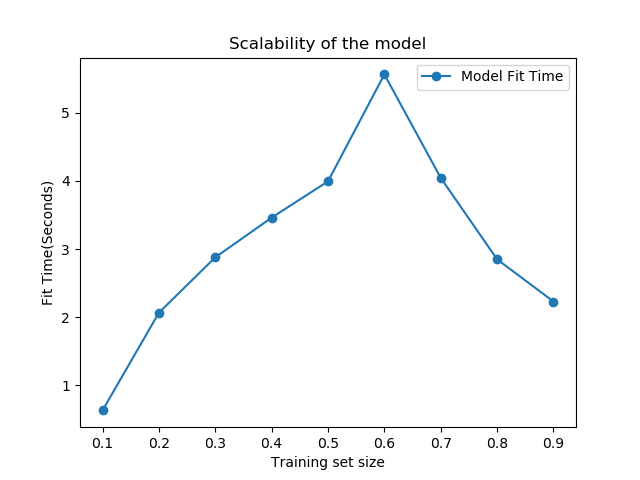 Scalability of the model
Model Fit Time
5
4
3
2
1
Fit Time(Seconds)
0.1 0.2 0.3 0.4 0.5 0.6 0.7 0.8 0.9
Training set size